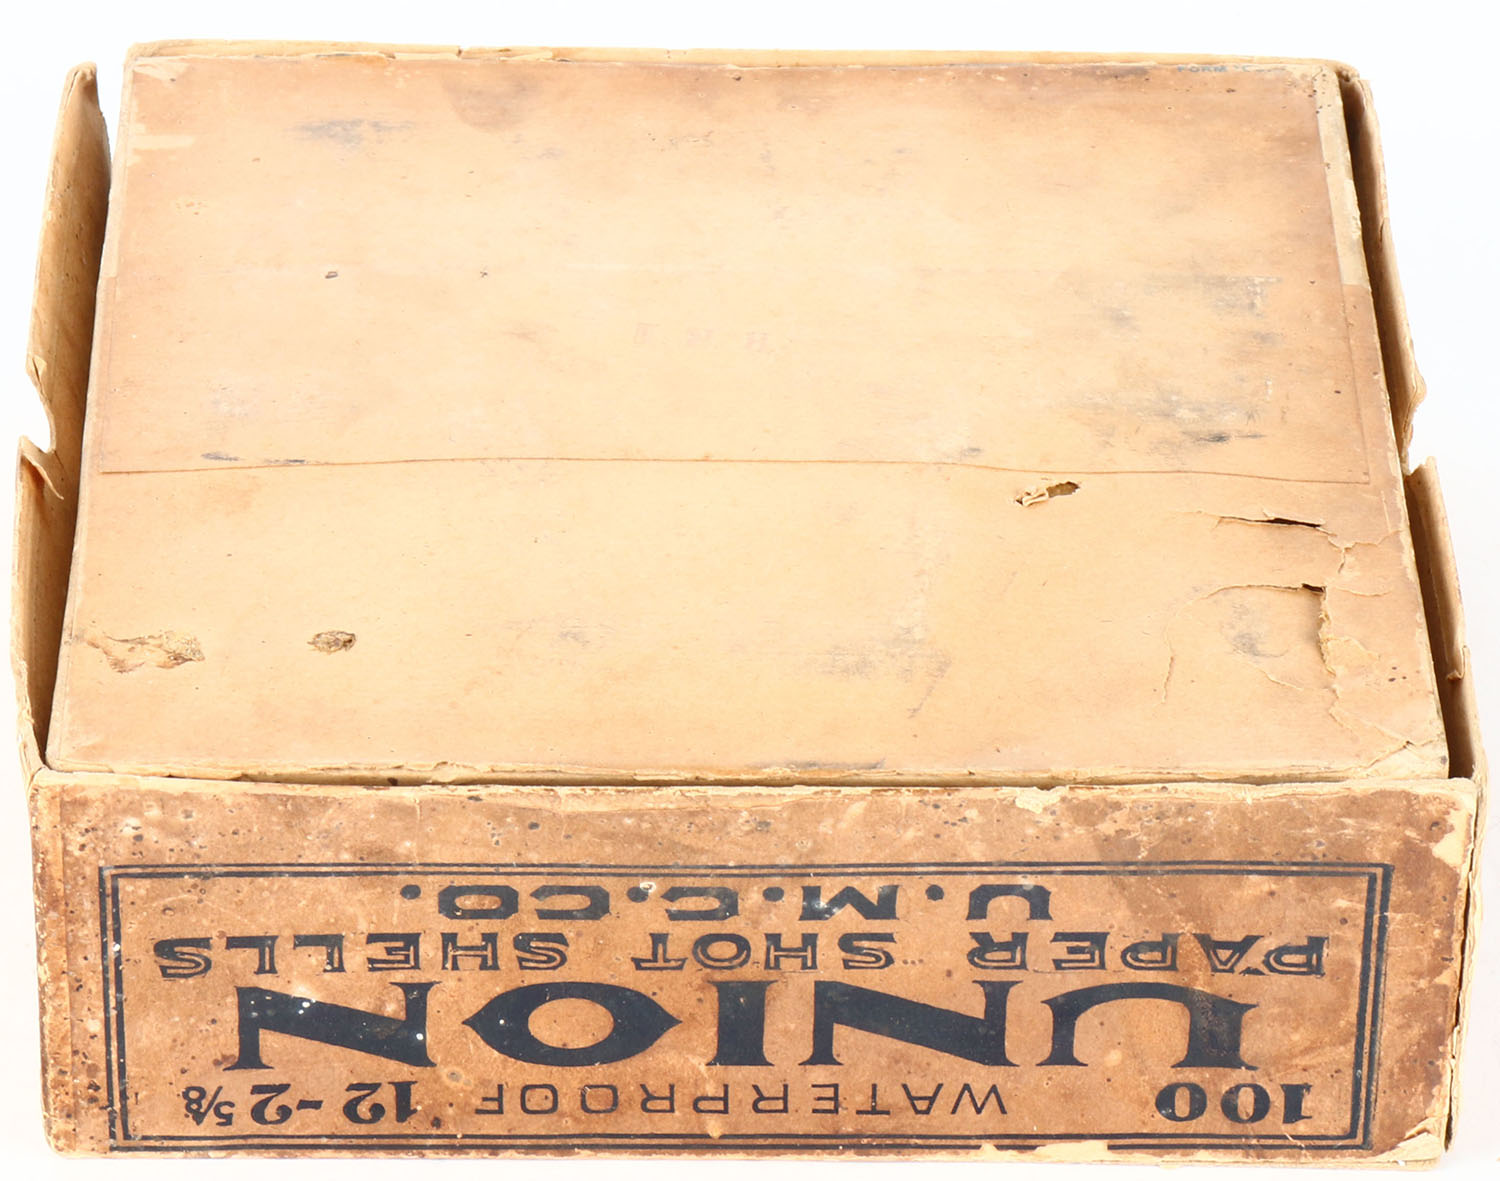 100 WATERPROOF 12-2⅝
UNION
PAPER SHOT SHELLS
U.M.C.CO.